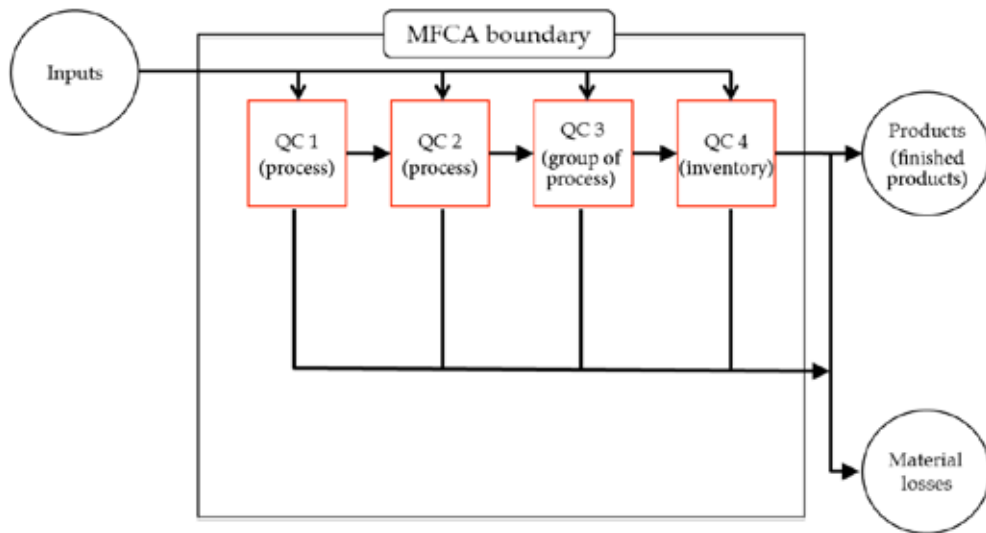 MFCA boundary
Inputs
QC 1
(process)
QC 2
(process)
QC 3
(group of
process)
QC 4
(inventory)
Products
(finished
products)
Material
losses